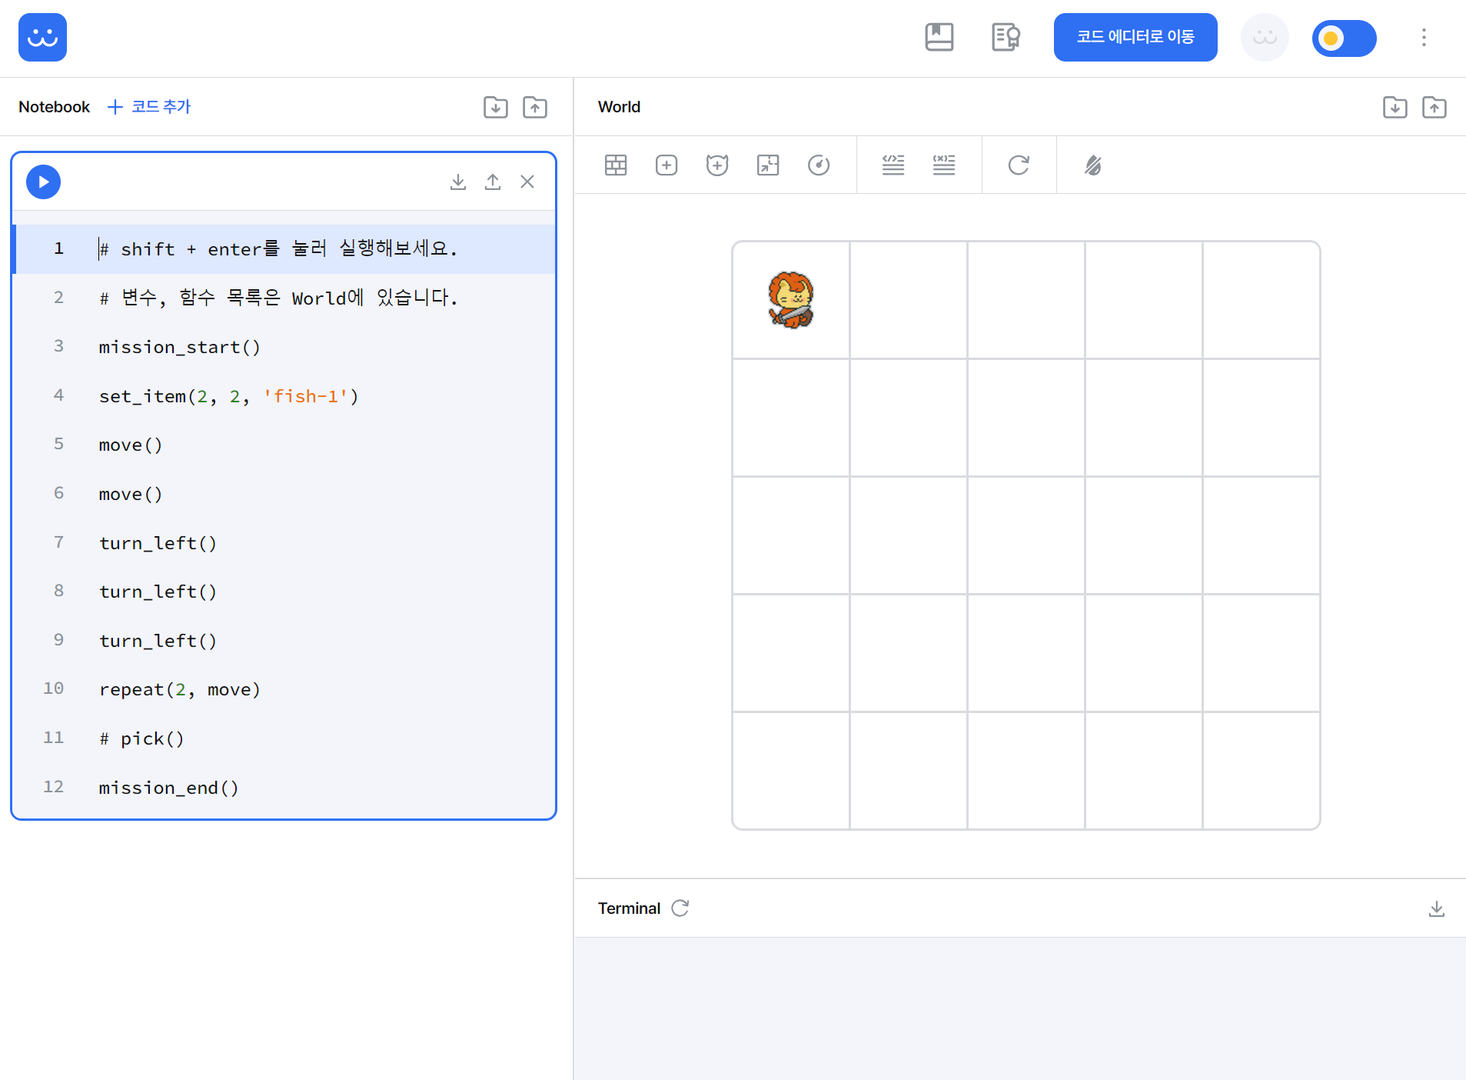 코드 에디터로 이동
Notebook + 코드 추가
World
1 # shift + enter를 눌러 실행해보세요.
2 # 변수, 함수 목록은 World에 있습니다.
3 mission_start()
4 set_item(2, 2, 'fish-1')
5 move()
6 move()
7 turn_left()
8 turn_left()
9 turn_left()
10 repeat(2, move)
11 # pick()
12 mission_end()
Terminal